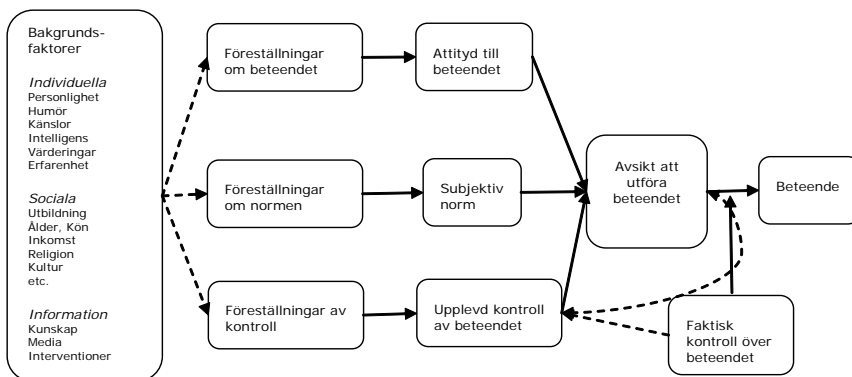 Bakgrunds-
faktorer
Individuella
Personlighet
Humör
Känslor
Intelligens
Värderingar
Erfarenhet
Sociala
Utbildning
Ålder, Kön
Inkomst
Religion
Kultur
etc.
Information
Kunskap
Media
Interventioner
Föreställningar
om beteendet
Attityd till
beteendet
Föreställningar
om normen
Subjektiv
norm
Föreställningar av
kontroll
Upplevd kontroll
av beteendet
Avsikt att
utföra
beteendet
Beteende
Faktisk
kontroll över
beteendet